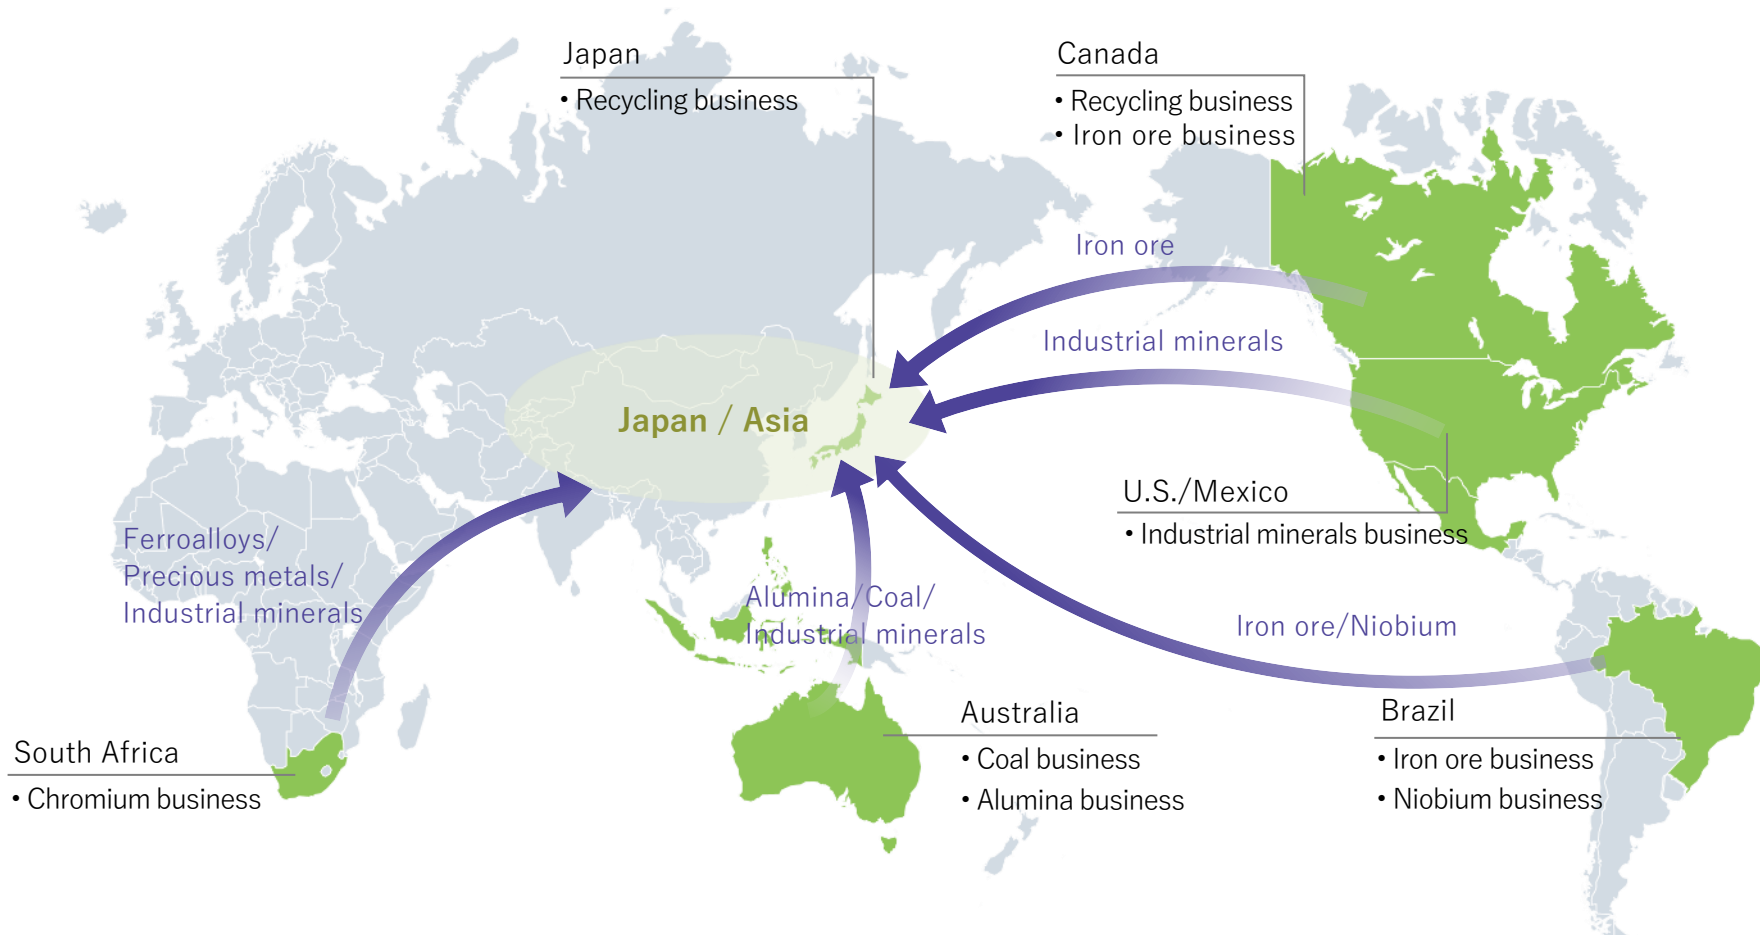 Japan
• Recycling business
Canada
• Recycling business
• Iron ore business
Iron ore
Industrial minerals
Japan / Asia
U.S./Mexico
• Industrial minerals business
Ferroalloys/
Precious metals/
Industrial minerals
Alumina/Coal/
Industrial minerals
Iron ore/Niobium
South Africa
• Chromium business
Australia
• Coal business
• Alumina business
Brazil
• Iron ore business
• Niobium business